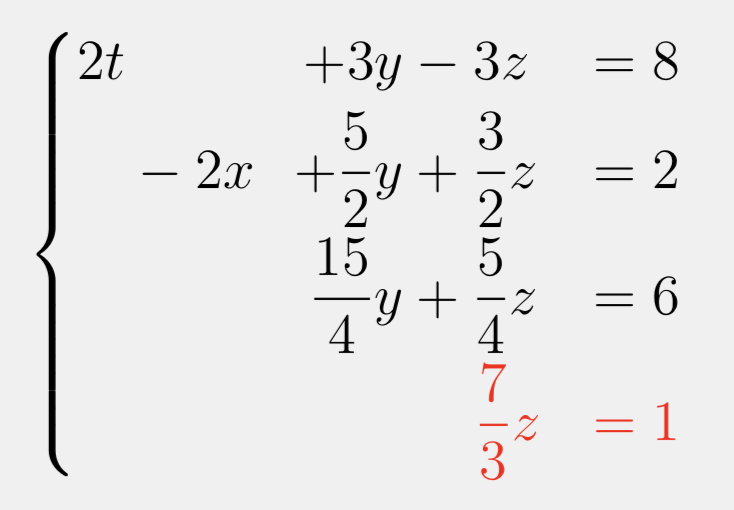 2t +3y − 3z = 8
− 2x +5/2y + 3/2z = 2
15/4y + 5/4z = 6
7/3z = 1